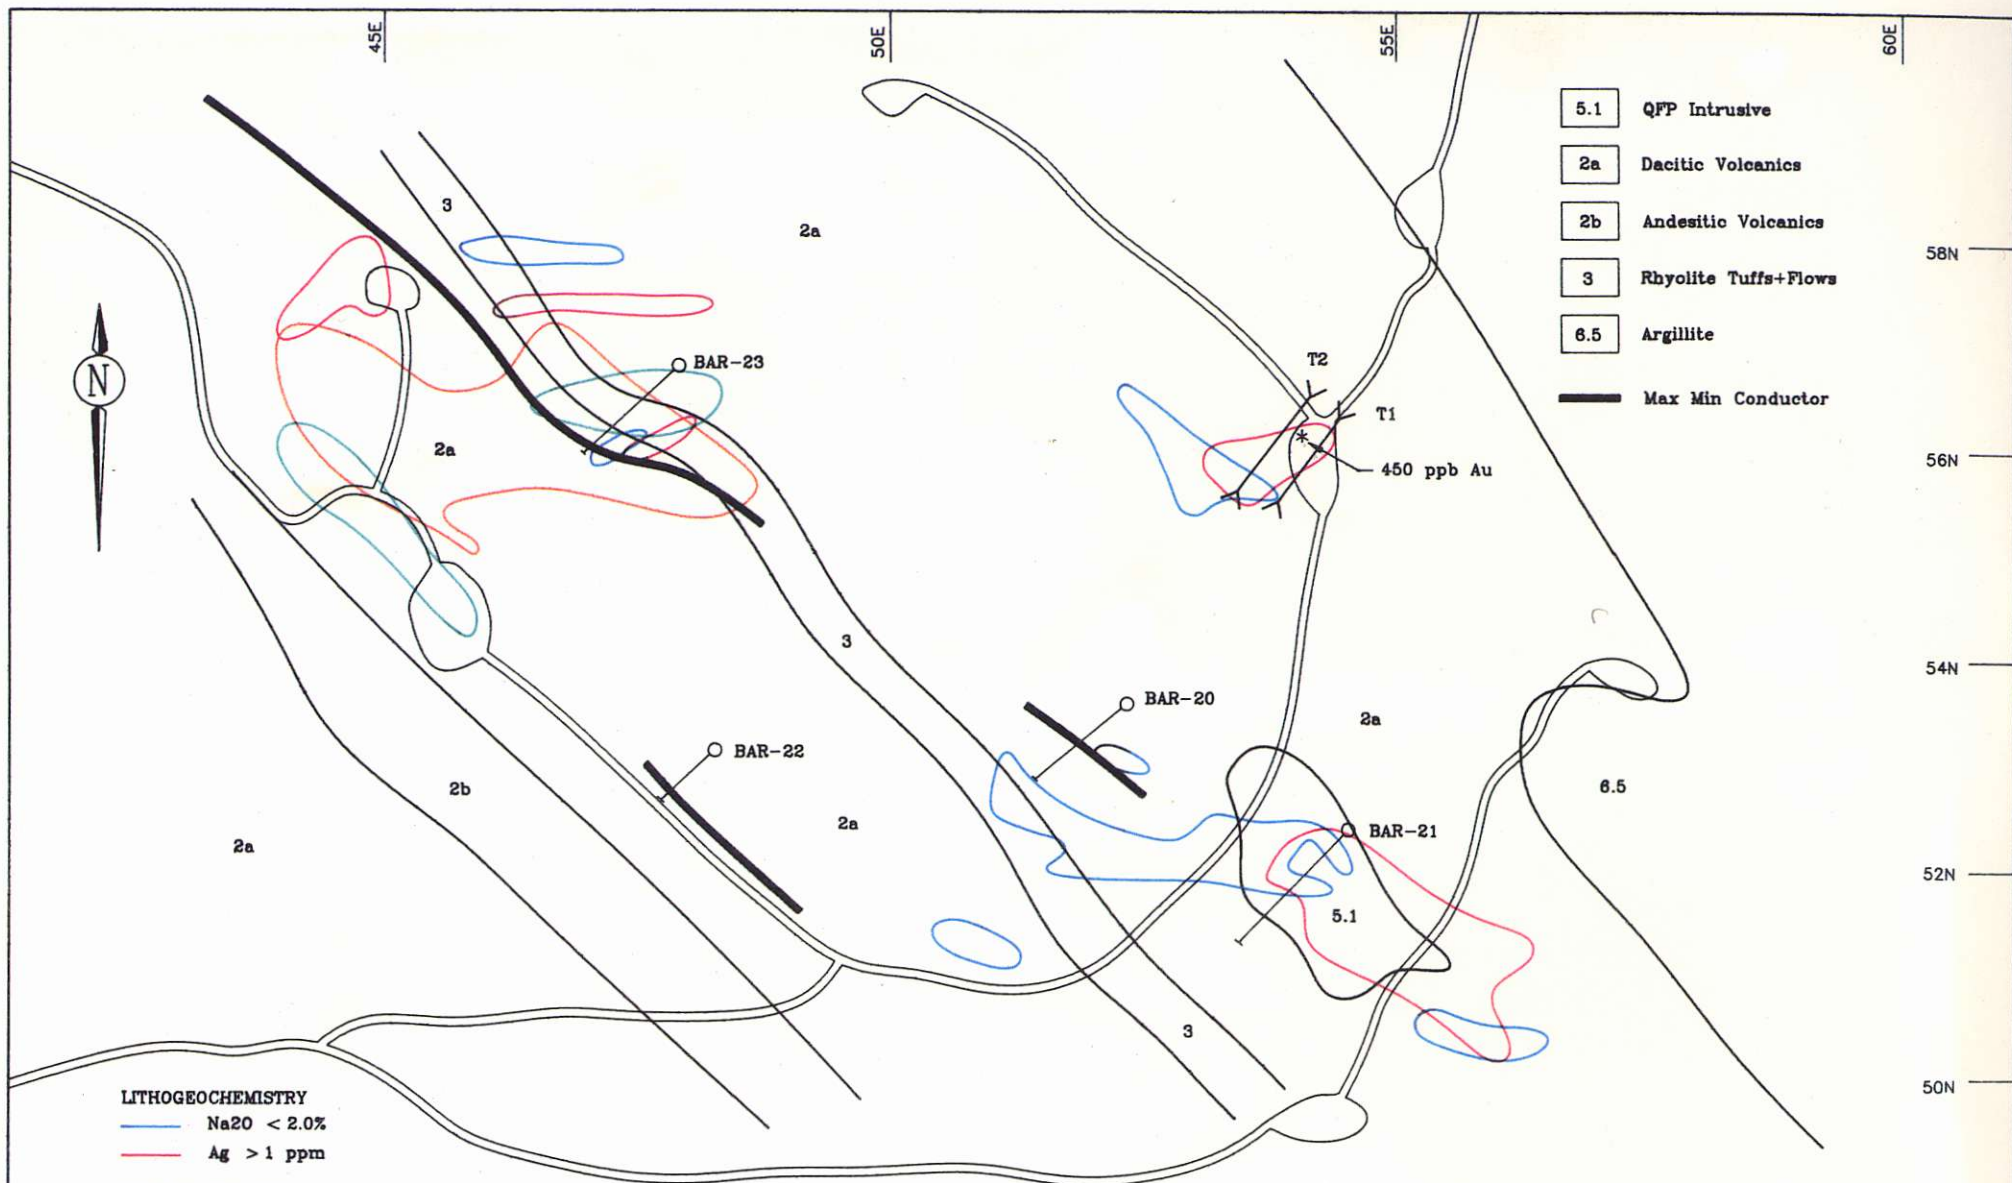 45E
50E
55E
60E
5.1 QFP Intrusive
2a Dacitic Volcanics
2b Andesitic Volcanics
3 Rhyolite Tuffs+Flows
6.5 Argillite
Max Min Conductor
58N
56N
54N
52N
50N
3
2a
N
BAR-23
2a
T2
T1
450 ppb Au
3
BAR-20
2a
BAR-22
2b
2a
2a
6.5
BAR-21
5.1
3
LITHOGEOCHEMISTRY
Na2O < 2.0%
Ag > 1 ppm